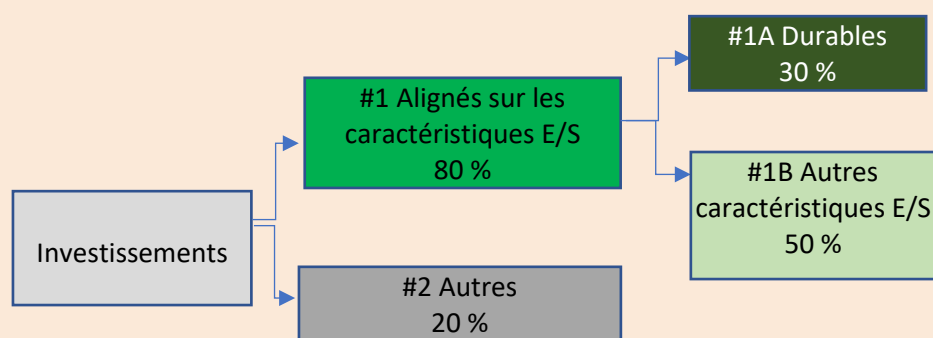 #1A Durables
30 %
#1 Alignés sur les
caractéristiques E/S
80 %
#1B Autres
caractéristiques E/S
50 %
Investissements
#2 Autres
20 %